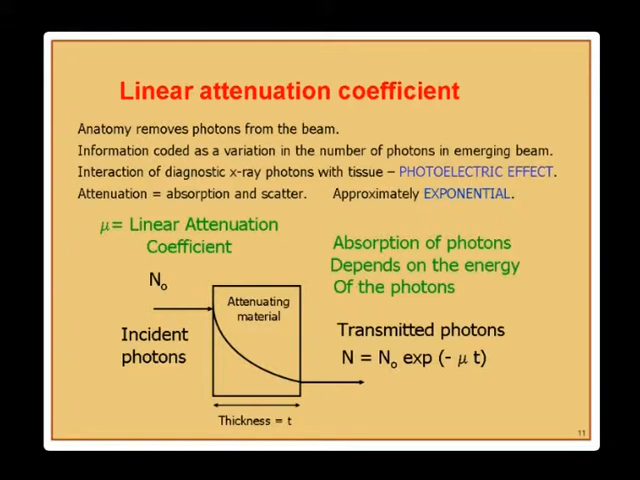 Linear attenuation coefficient
Anatomy removes photons from the beam.
Information coded as a variation in the number of photons in emerging beam.
Interaction of diagnostic x-ray photons with tissue – PHOTOELECTRIC EFFECT.
Attenuation = absorption and scatter. Approximately EXPONENTIAL.
μ= Linear Attenuation
Coefficient
Absorption of photons
Depends on the energy
Of the photons
No
Attenuating
material
Incident
photons
Transmitted photons
N = No exp (- μ t)
Thickness = t
11